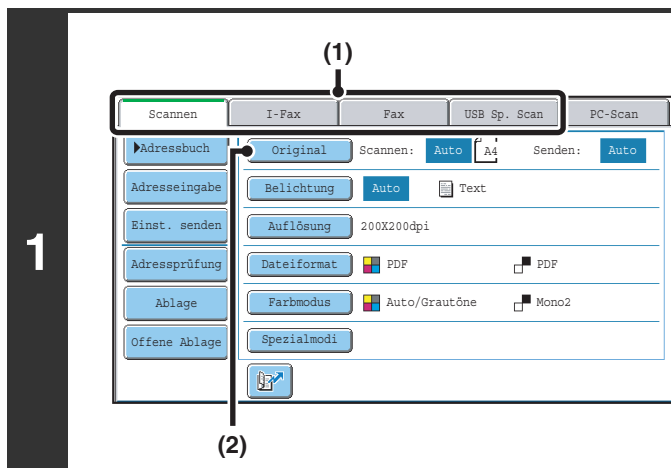 (1)
Scannen I-Fax Fax USB Sp. Scan PC-Scan
Adressbuch Original Scannen: Auto A4 Senden: Auto
Adresseingabe Belichtung Auto Text
Einst. senden Auflösung 200X200dpi
1
Adressprüfung Dateiformat PDF PDF
Ablage Farbmodus Auto/Grautöne Mono2
Offene Ablage Spezialmodi
(2)